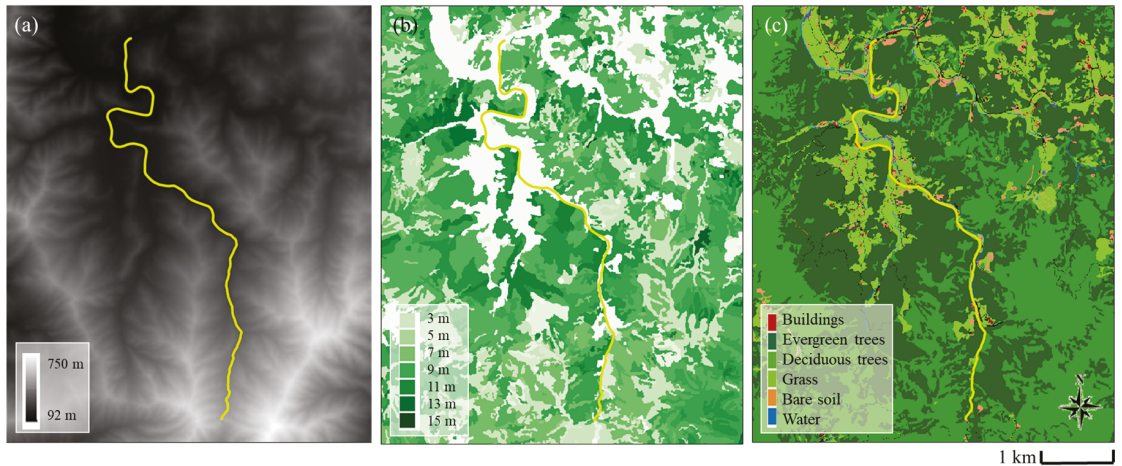 (a)
750 m
92 m
(b)
3 m
5 m
7 m
9 m
11 m
13 m
15 m
(c)
Buildings
Evergreen trees
Deciduous trees
Grass
Bare soil
Water
N
1 km